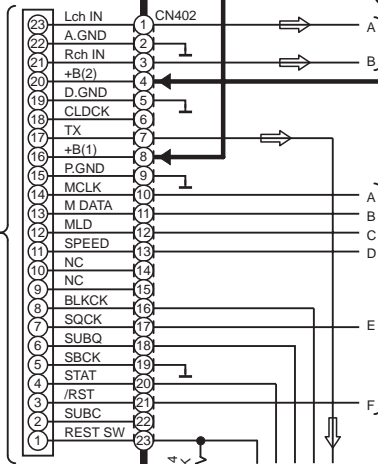 CN402
23 Lch IN 1 A
22 A.GND 2
21 Rch IN 3 B
20 +B(2) 4
19 D.GND 5
18 CLDCK 6
17 TX 7
16 +B(1) 8
15 P.GND 9
14 MCLK 10 A
13 M DATA 11 B
12 MLD 12 C
11 SPEED 13 D
10 NC 14
9 NC 15
8 BLKCK 16
7 SQCK 17 E
6 SUBQ 18
5 SBCK 19
4 STAT 20
3 /RST 21 F
2 SUBC 22
1 REST SW 23
4